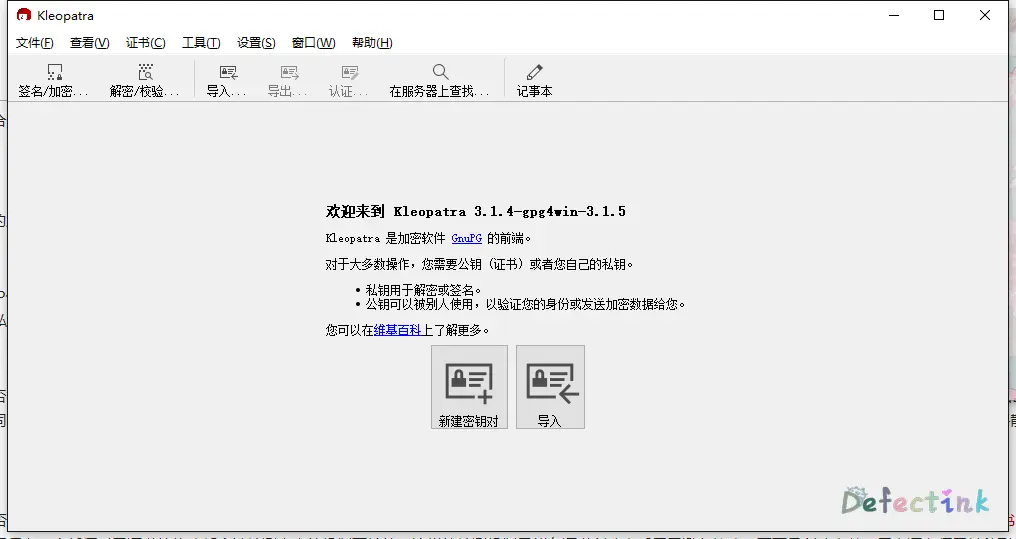 Kleopatra
文件(F) 查看(V) 证书(C) 工具(T) 设置(S) 窗口(W) 帮助(H)
签名/加密... 解密/校验... 导入... 导出... 认证... 在服务器上查找... 记事本
欢迎来到 Kleopatra 3.1.4-gpg4win-3.1.5
Kleopatra 是加密软件 GnuPG 的前端。
对于大多数操作，您需要公钥（证书）或者您自己的私钥。
• 私钥用于解密或签名。
• 公钥可以被别人使用，以验证您的身份或发送加密数据给您。
您可以在维基百科上了解更多。
新建密钥对 导入
Defectink